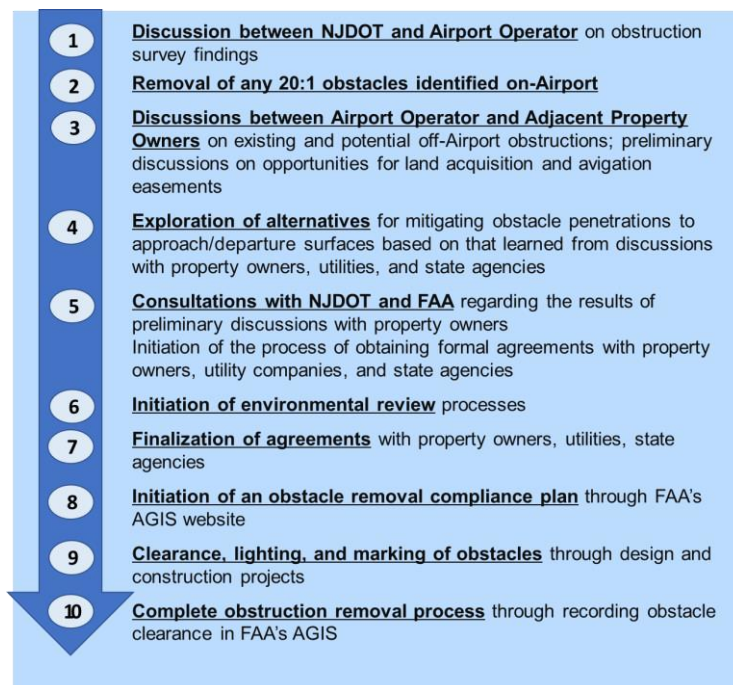 1 Discussion between NJDOT and Airport Operator on obstruction
survey findings
2 Removal of any 20:1 obstacles identified on-Airport
3 Discussions between Airport Operator and Adjacent Property
Owners on existing and potential off-Airport obstructions; preliminary
discussions on opportunities for land acquisition and avigation
easements
4 Exploration of alternatives for mitigating obstacle penetrations to
approach/departure surfaces based on that learned from discussions
with property owners, utilities, and state agencies
5 Consultations with NJDOT and FAA regarding the results of
preliminary discussions with property owners
Initiation of the process of obtaining formal agreements with property
owners, utility companies, and state agencies
6 Initiation of environmental review processes
7 Finalization of agreements with property owners, utilities, state
agencies
8 Initiation of an obstacle removal compliance plan through FAA's
AGIS website
9 Clearance, lighting, and marking of obstacles through design and
construction projects
10 Complete obstruction removal process through recording obstacle
clearance in FAA's AGIS